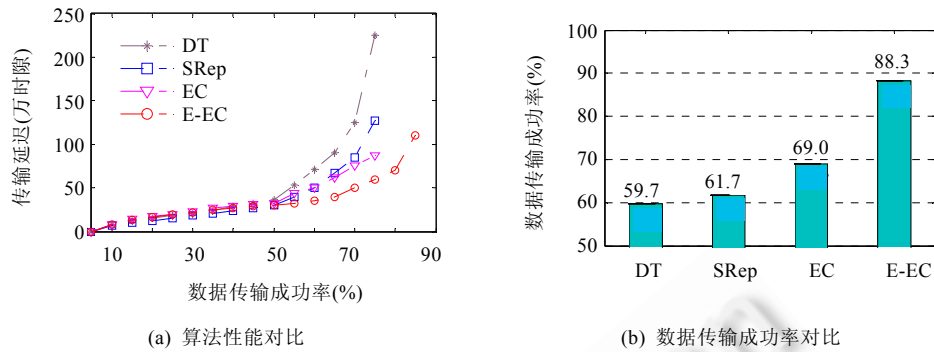 250
200
150
100
50
0
传输延迟(万时隙)
DT
SRep
EC
E-EC
10
30
50
70
90
数据传输成功率(%)
(a) 算法性能对比
100
90
80
70
60
50
数据传输成功率(%)
59.7
61.7
69.0
88.3
DT
SRep
EC
E-EC
(b) 数据传输成功率对比